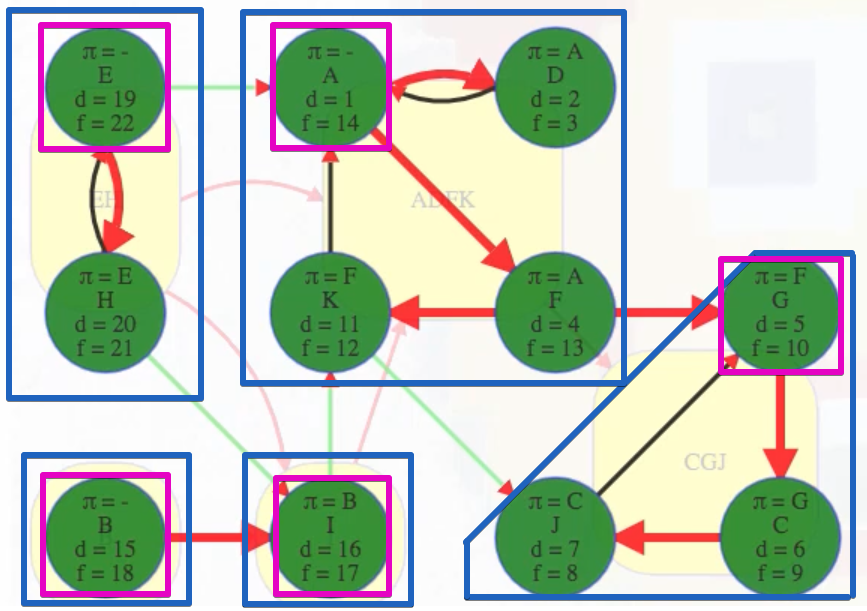 π = -
E
d = 19
f = 22
π = -
A
d = 1
f = 14
π = A
D
d = 2
f = 3
EH
ADFK
π = E
H
d = 20
f = 21
π = F
K
d = 11
f = 12
π = A
F
d = 4
f = 13
π = F
G
d = 5
f = 10
CGJ
π = -
B
d = 15
f = 18
π = B
I
d = 16
f = 17
π = C
J
d = 7
f = 8
π = G
C
d = 6
f = 9